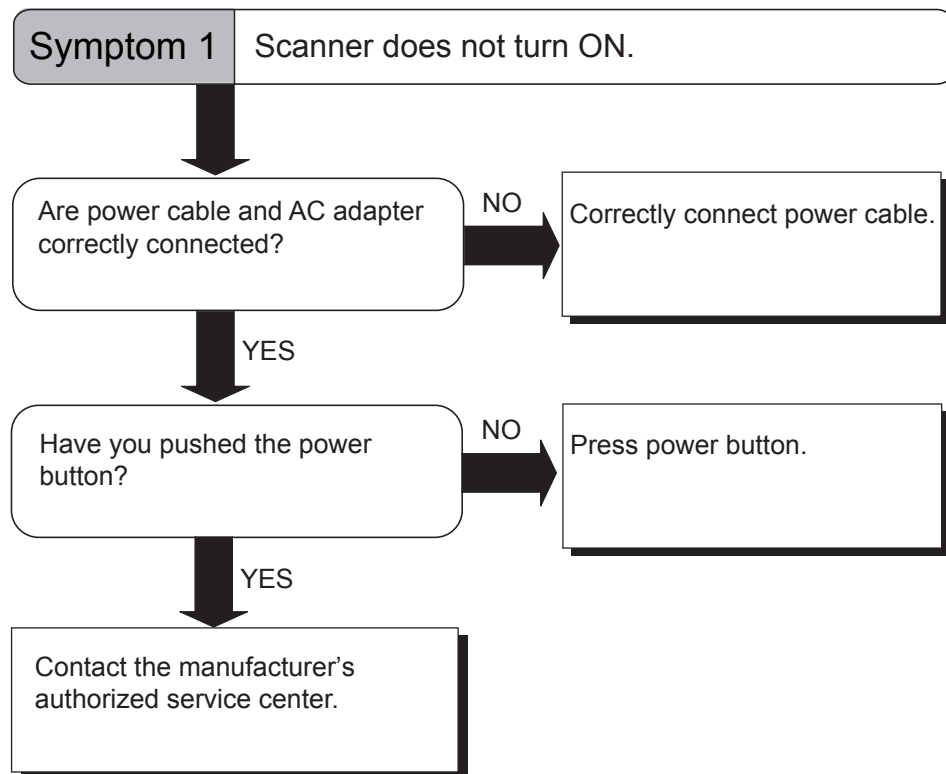 Symptom 1 Scanner does not turn ON.
Are power cable and AC adapter
correctly connected?
NO
Correctly connect power cable.
YES
Have you pushed the power
button?
NO
Press power button.
YES
Contact the manufacturer’s
authorized service center.